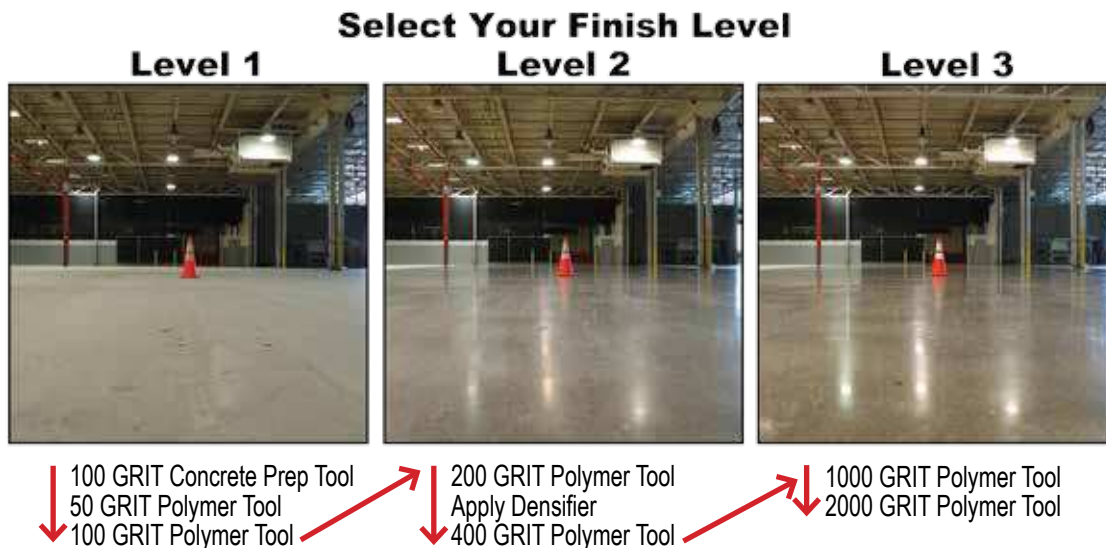 Select Your Finish Level
Level 1
Level 2
Level 3
100 GRIT Concrete Prep Tool
50 GRIT Polymer Tool
100 GRIT Polymer Tool
200 GRIT Polymer Tool
Apply Densifier
400 GRIT Polymer Tool
1000 GRIT Polymer Tool
2000 GRIT Polymer Tool